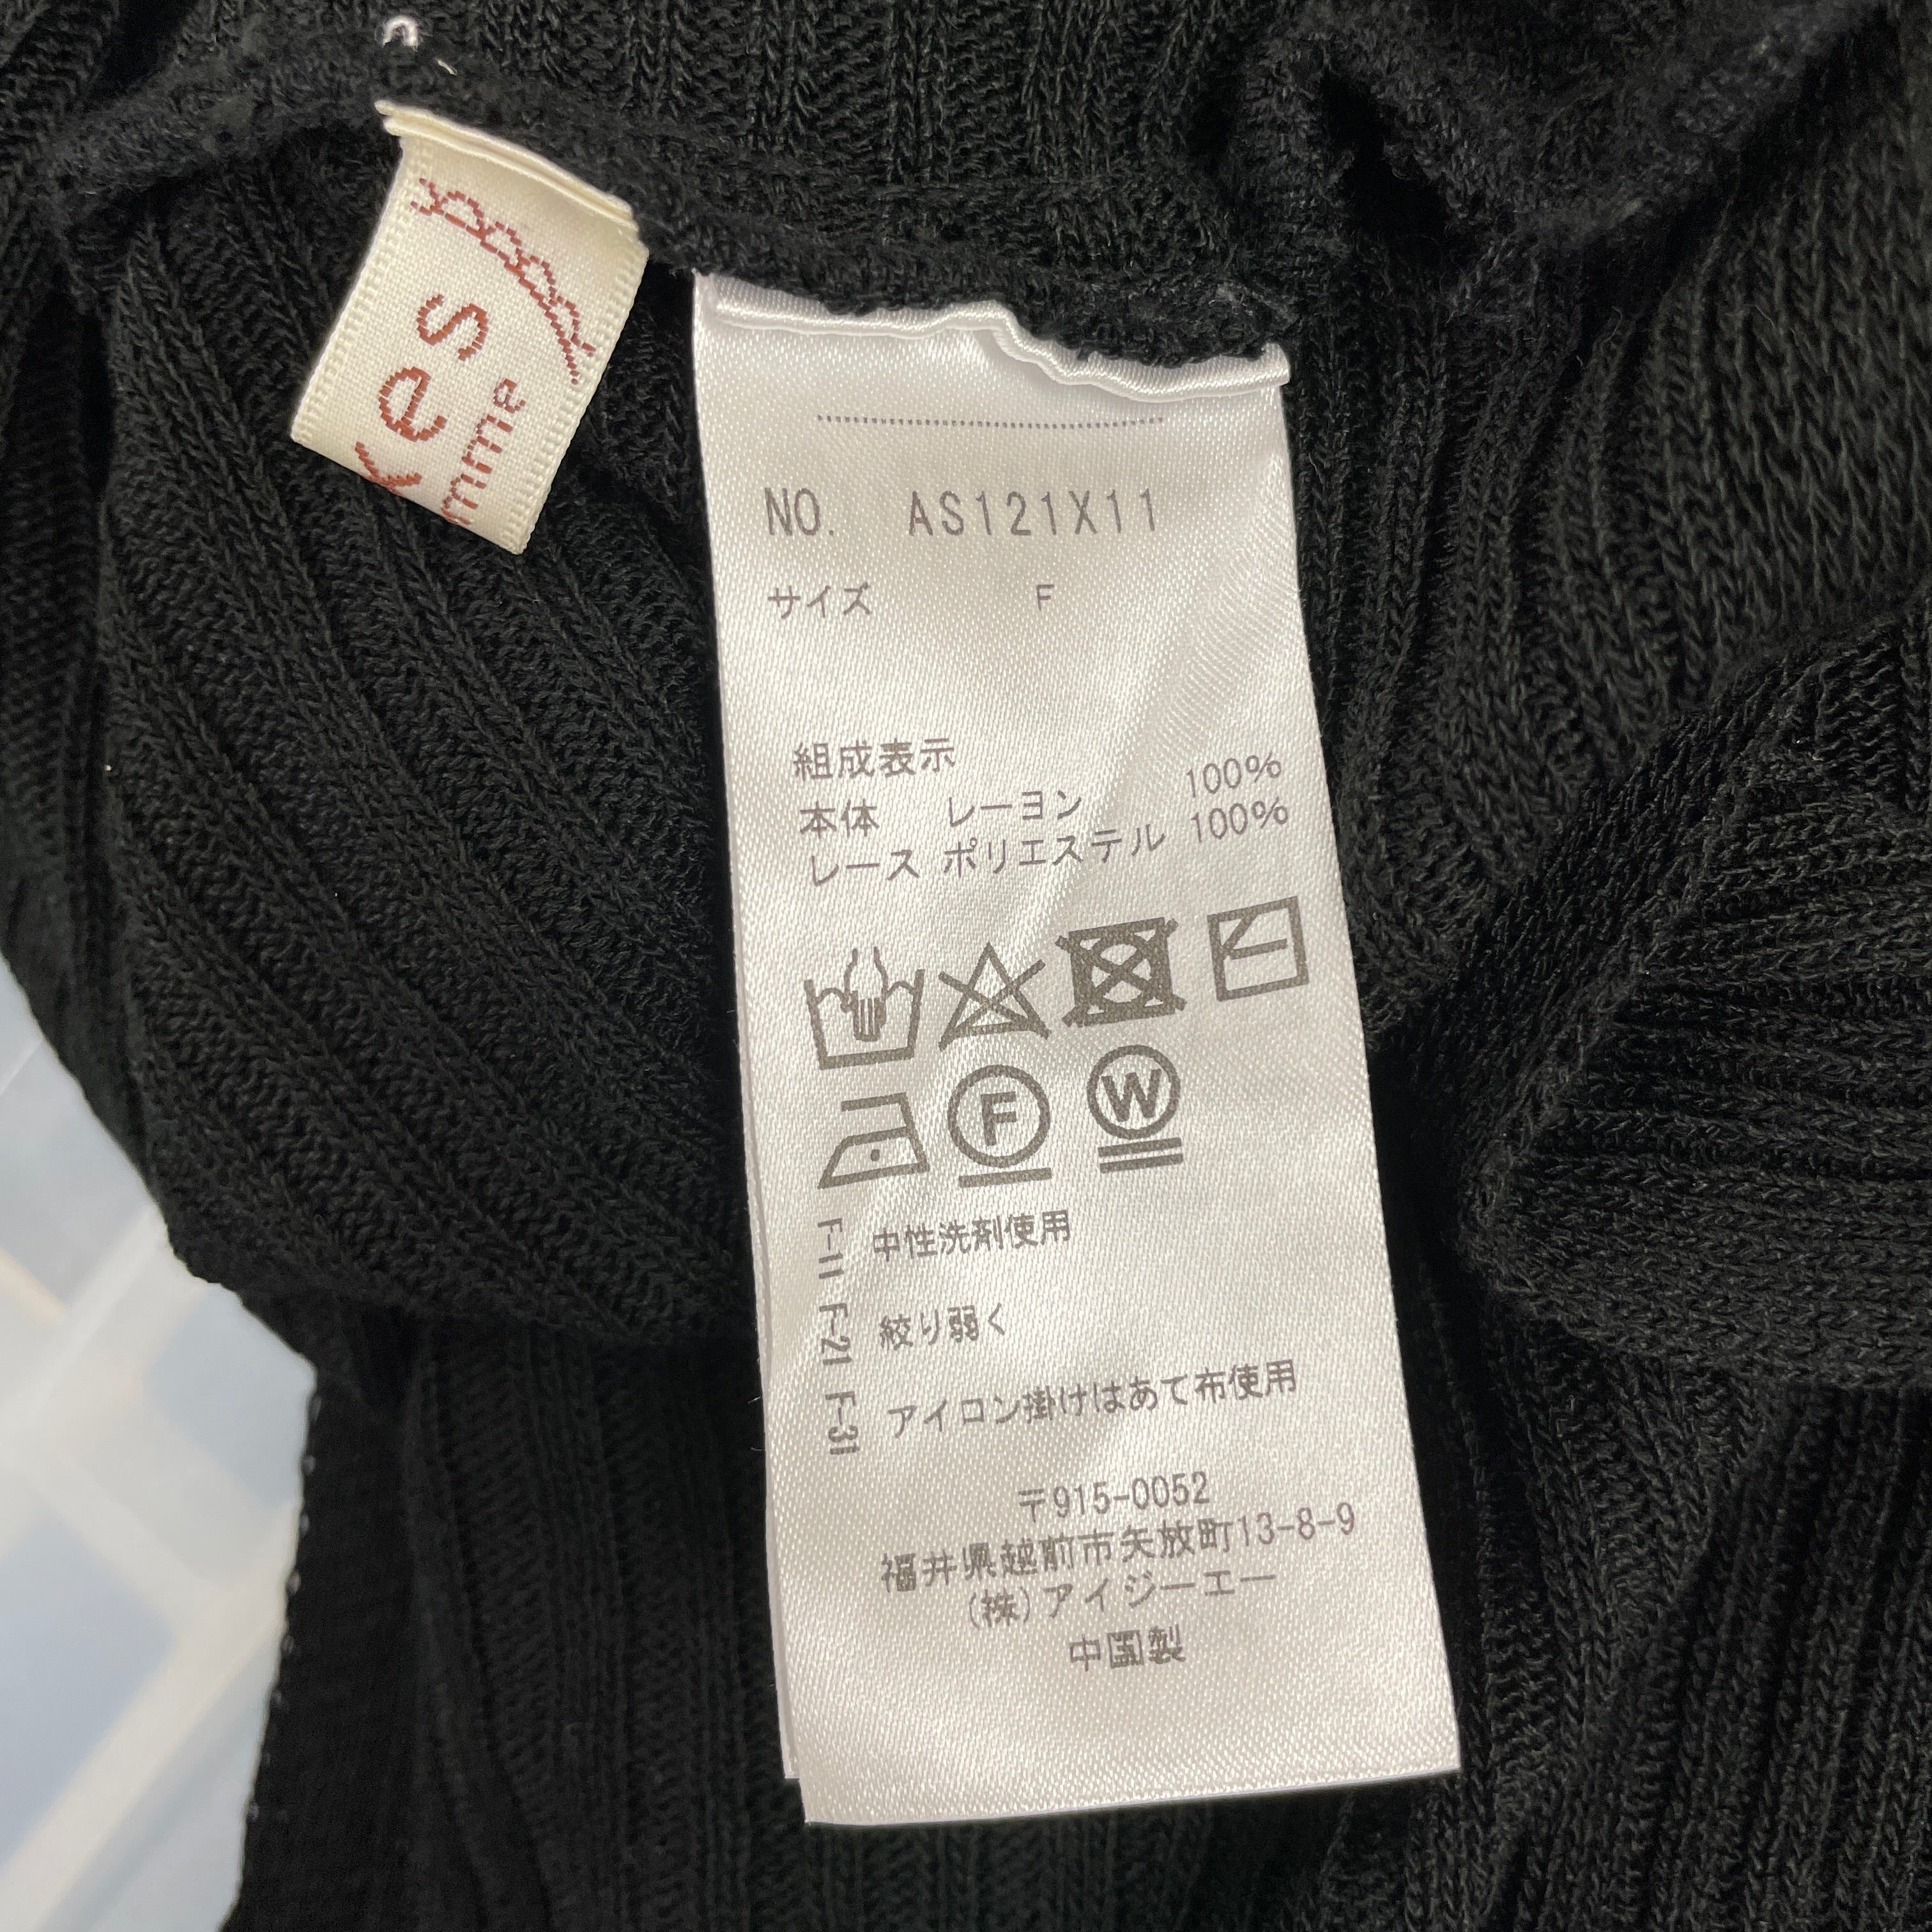 kes
mme
NO. AS121X11
サイズ F
組成表示
本体 レーヨン 100%
レース ポリエステル 100%
F
W
F-11 中性洗剤使用
F-21 絞り弱く
F-31 アイロン掛けはあて布使用
〒915-0052
福井県越前市矢放町13-8-9
(株)アイジーエー
中国製